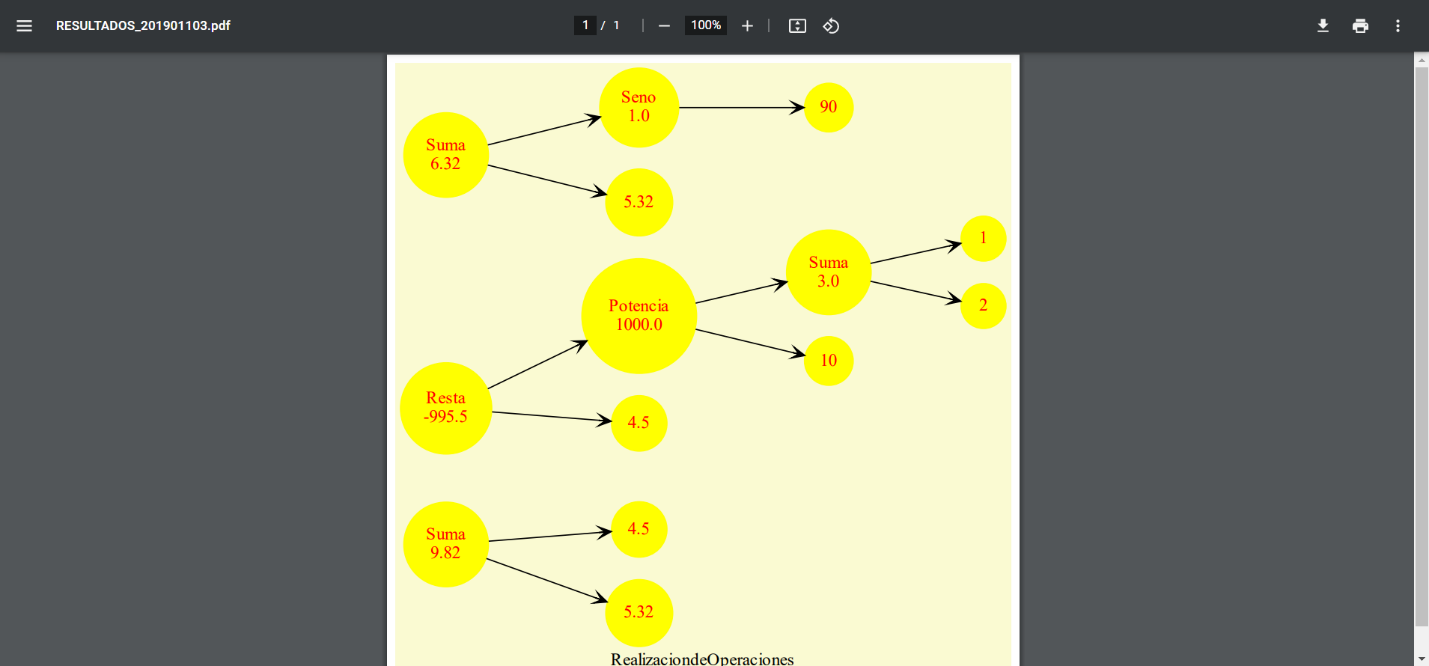 RESULTADOS_201901103.pdf
1 / 1
100%
Seno
1.0
90
Suma
6.32
5.32
1
Suma
3.0
2
Potencia
1000.0
10
Resta
-995.5
4.5
4.5
Suma
9.82
5.32
RealizaciondeOperaciones